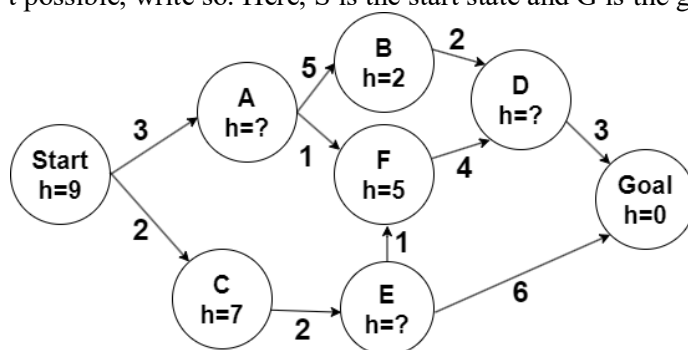 t possible, write so. Here, S is the start state and G is the g
B
h=2
2
5
A
h=?
D
h=?
3
3
1
F
h=5
4
Start
h=9
Goal
h=0
2
1
C
h=7
E
h=?
6
2